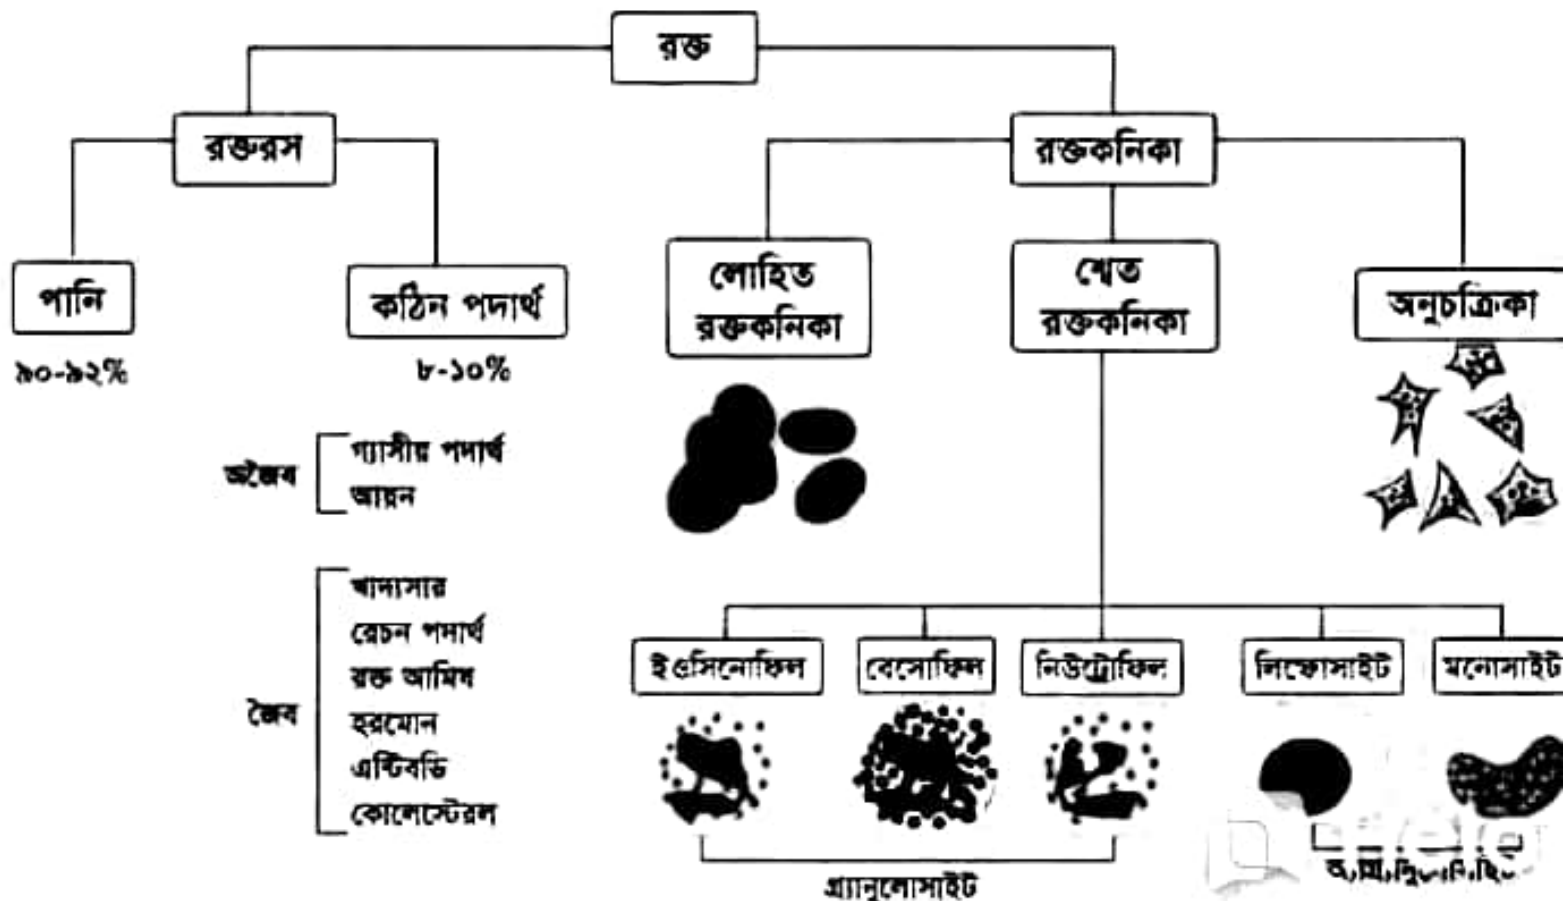 রক্ত
রক্তরস
রক্তকনিকা
পানি
কঠিন পদার্থ
লোহিত
রক্তকনিকা
শ্বেত
রক্তকনিকা
অনুচক্রিকা
৯০-৯২%
৮-১০%
অজৈব
গ্যাসীয় পদার্থ
আয়ন
জৈব
খাদ্যসার
রেচন পদার্থ
রক্ত আমিষ
হরমোন
এন্টিবডি
কোলেস্টেরল
ইওসিনোফিল
বেসোফিল
নিউট্রোফিল
লিম্ফোসাইট
মনোসাইট
গ্র্যানুলোসাইট